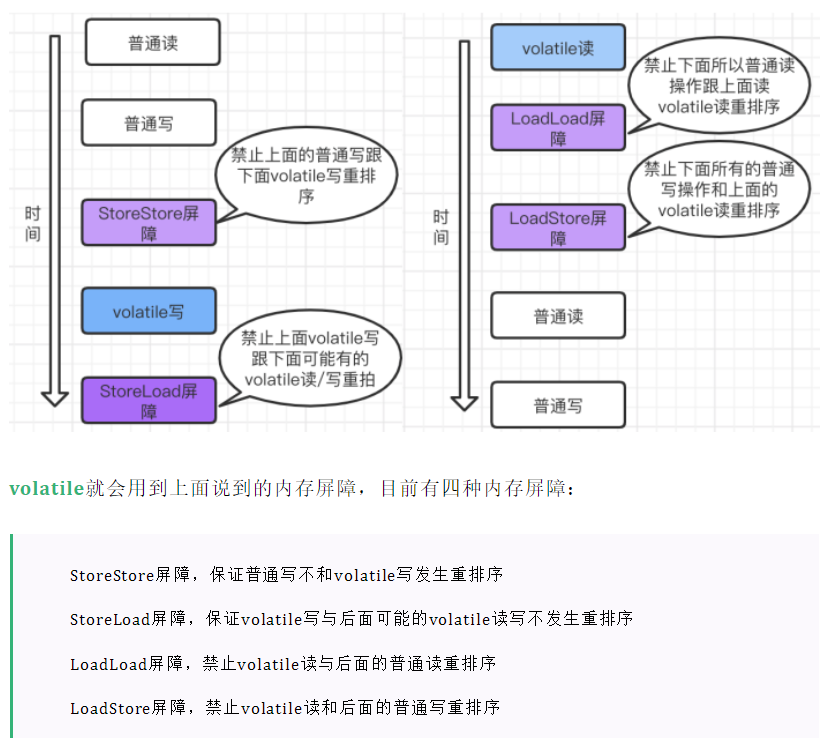 普通读
普通写
禁止上面的普通写跟
下面volatile写重排
序
StoreStore屏
障
时
间
volatile写
禁止上面volatile写
跟下面可能有的
volatile读/写重拍
StoreLoad屏
障
volatile读
禁止下面所以普通读
操作跟上面读
volatile读重排序
LoadLoad屏
障
禁止下面所有的普通
写操作和上面的
volatile读重排序
LoadStore屏
障
时
间
普通读
普通写
volatile就会用到上面说到的内存屏障，目前有四种内存屏障：
StoreStore屏障，保证普通写不和volatile写发生重排序
StoreLoad屏障，保证volatile写与后面可能的volatile读写不发生重排序
LoadLoad屏障，禁止volatile读与后面的普通读重排序
LoadStore屏障，禁止volatile读和后面的普通写重排序